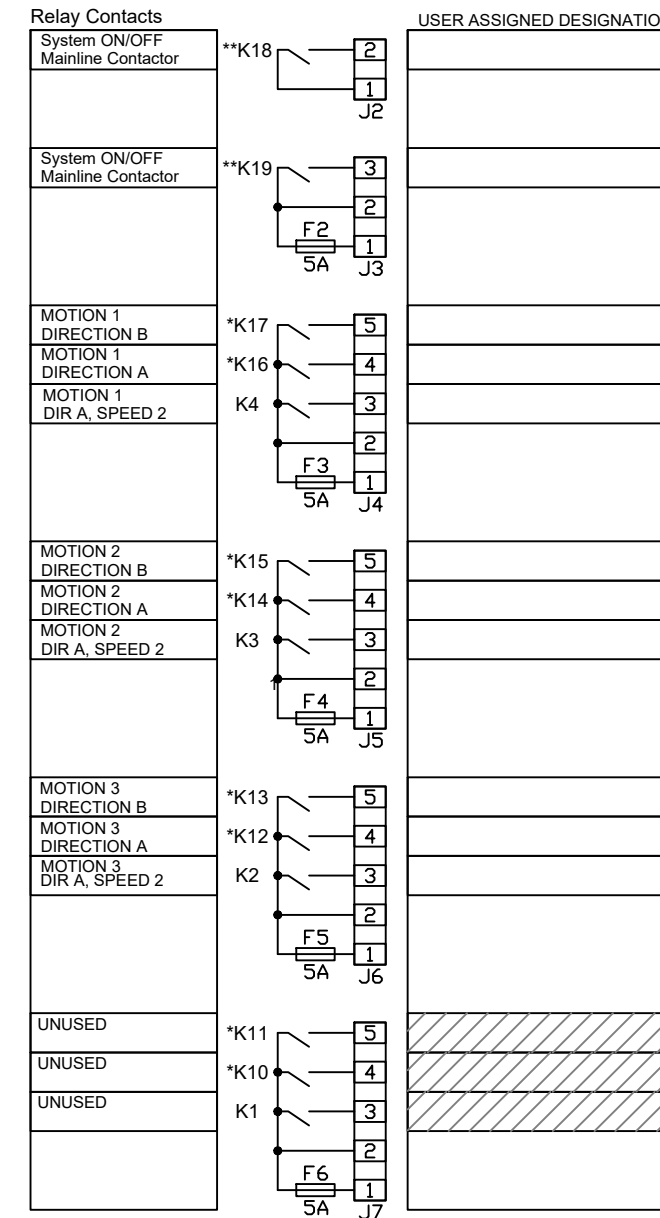 Relay Contacts
USER ASSIGNED DESIGNATIO
System ON/OFF
Mainline Contactor
**K18
2
1
J2
System ON/OFF
Mainline Contactor
**K19
3
2
F2
1
5A
J3
MOTION 1
DIRECTION B
*K17
5
MOTION 1
DIRECTION A
*K16
4
MOTION 1
DIR A, SPEED 2
K4
3
2
F3
1
5A
J4
MOTION 2
DIRECTION B
*K15
5
MOTION 2
DIRECTION A
*K14
4
MOTION 2
DIR A, SPEED 2
K3
3
2
F4
1
5A
J5
MOTION 3
DIRECTION B
*K13
5
MOTION 3
DIRECTION A
*K12
4
MOTION 3
DIR A, SPEED 2
K2
3
2
F5
1
5A
J6
UNUSED
*K11
5
UNUSED
*K10
4
UNUSED
K1
3
2
F6
1
5A
J7